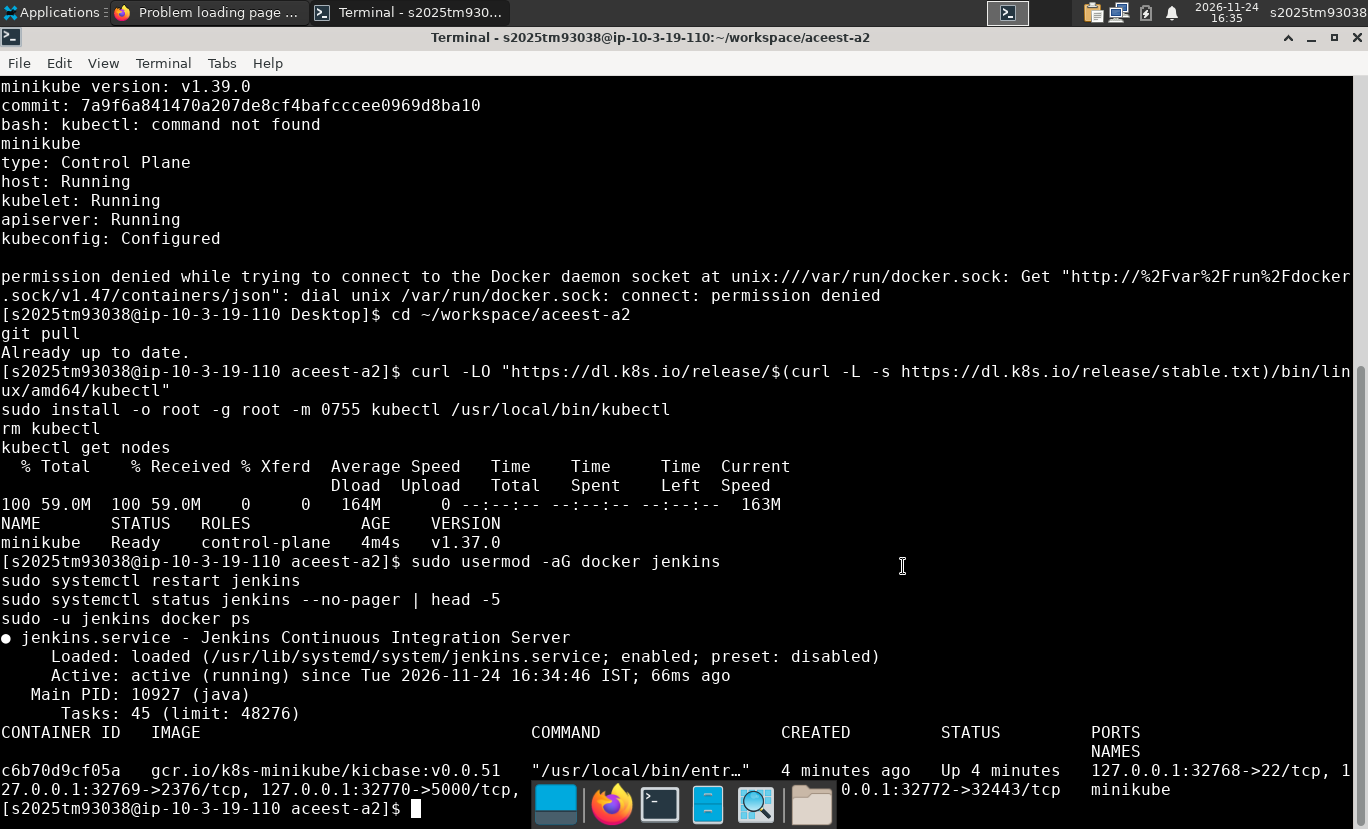 Applications
Problem loading page ...
Terminal - s2025tm930...
2026-11-24
16:35
s2025tm93038
Terminal - s2025tm93038@ip-10-3-19-110:~/workspace/aceest-a2
File Edit View Terminal Tabs Help
minikube version: v1.39.0
commit: 7a9f6a841470a207de8cf4bafcccee0969d8ba10
bash: kubectl: command not found
minikube
type: Control Plane
host: Running
kubelet: Running
apiserver: Running
kubeconfig: Configured
permission denied while trying to connect to the Docker daemon socket at unix:///var/run/docker.sock: Get "http://%2Fvar%2Frun%2Fdocker
.sock/v1.47/containers/json": dial unix /var/run/docker.sock: connect: permission denied
[s2025tm93038@ip-10-3-19-110 Desktop]$ cd ~/workspace/aceest-a2
git pull
Already up to date.
[s2025tm93038@ip-10-3-19-110 aceest-a2]$ curl -LO "https://dl.k8s.io/release/$(curl -L -s https://dl.k8s.io/release/stable.txt)/bin/lin
ux/amd64/kubectl"
sudo install -o root -g root -m 0755 kubectl /usr/local/bin/kubectl
rm kubectl
kubectl get nodes
% Total % Received % Xferd Average Speed Time Time Time Current
Dload Upload Total Spent Left Speed
100 59.0M 100 59.0M 0 0 164M 0 --:--:-- --:--:-- --:--:-- 163M
NAME STATUS ROLES AGE VERSION
minikube Ready control-plane 4m4s v1.37.0
[s2025tm93038@ip-10-3-19-110 aceest-a2]$ sudo usermod -aG docker jenkins
sudo systemctl restart jenkins
sudo systemctl status jenkins --no-pager | head -5
sudo -u jenkins docker ps
● jenkins.service - Jenkins Continuous Integration Server
Loaded: loaded (/usr/lib/systemd/system/jenkins.service; enabled; preset: disabled)
Active: active (running) since Tue 2026-11-24 16:34:46 IST; 66ms ago
Main PID: 10927 (java)
Tasks: 45 (limit: 48276)
CONTAINER ID IMAGE COMMAND CREATED STATUS PORTS
NAMES
c6b70d9cf05a gcr.io/k8s-minikube/kicbase:v0.0.51 "/usr/local/bin/entr…" 4 minutes ago Up 4 minutes 127.0.0.1:32768->22/tcp, 1
27.0.0.1:32769->2376/tcp, 127.0.0.1:32770->5000/tcp, 0.0.1:32772->32443/tcp minikube
[s2025tm93038@ip-10-3-19-110 aceest-a2]$